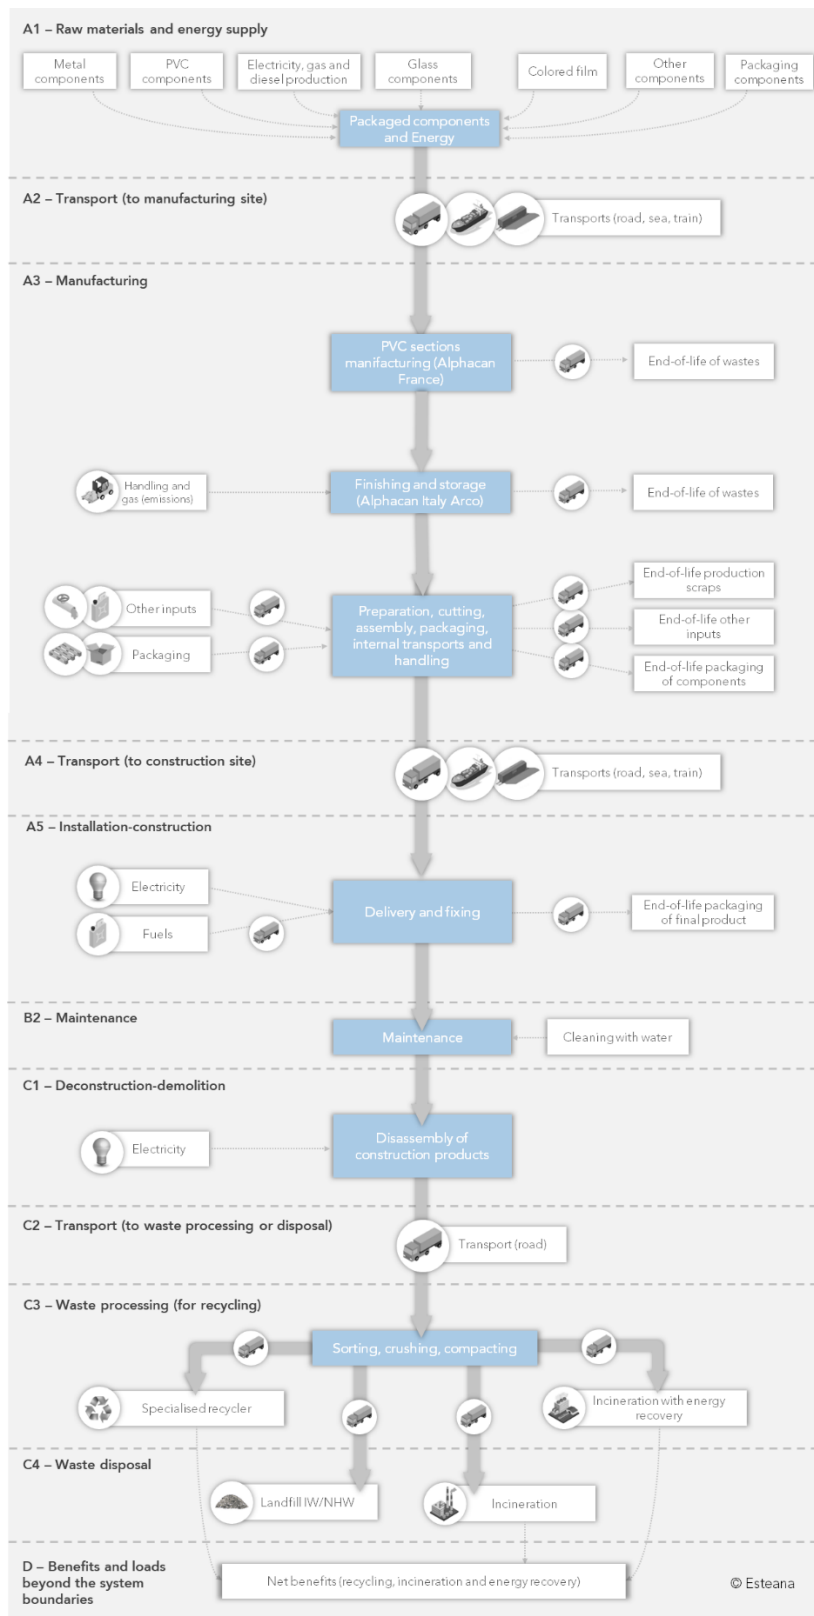 A1 – Raw materials and energy supply
Metal
components
PVC
components
Electricity, gas and
diesel production
Glass
components
Colored film
Other
components
Packaging
components
Packaged components
and Energy
A2 – Transport (to manufacturing site)
Transports (road, sea, train)
A3 – Manufacturing
PVC sections
manifacturing (Alphacan
France)
End-of-life of wastes
Handling and
gas (emissions)
Finishing and storage
(Alphacan Italy Arco)
End-of-life of wastes
Other inputs
Packaging
Preparation, cutting,
assembly, packaging,
internal transports and
handling
End-of-life production
scraps
End-of-life other
inputs
End-of-life packaging
of components
A4 – Transport (to construction site)
Transports (road, sea, train)
A5 – Installation-construction
Electricity
Fuels
Delivery and fixing
End-of-life packaging
of final product
B2 – Maintenance
Maintenance
Cleaning with water
C1 – Deconstruction-demolition
Electricity
Disassembly of
construction products
C2 – Transport (to waste processing or disposal)
Transport (road)
C3 – Waste processing (for recycling)
Sorting, crushing, compacting
Specialised recycler
Incineration with energy
recovery
C4 – Waste disposal
Landfill IW/NHW
Incineration
D – Benefits and loads
beyond the system
boundaries
Net benefits (recycling, incineration and energy recovery)
© Esteana